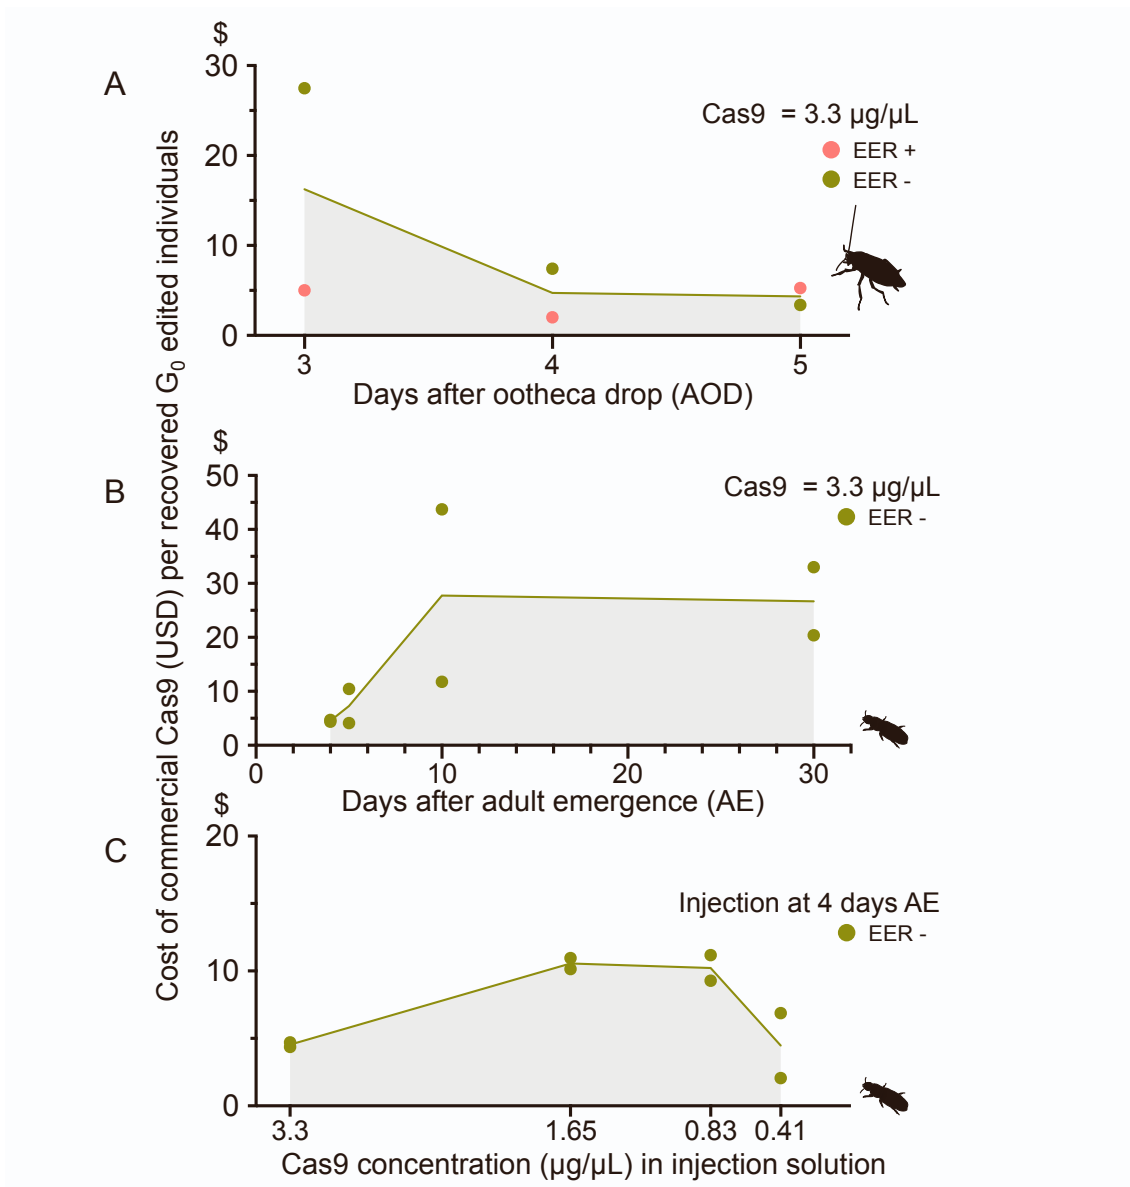 Cost of commercial Cas9 (USD) per recovered G₀ edited individuals
A
$
30
20
10
0
Cas9 = 3.3 µg/µL
EER +
EER -
3 4 5
Days after ootheca drop (AOD)
B
$
50
40
30
20
10
0
Cas9 = 3.3 µg/µL
EER -
0 10 20 30
Days after adult emergence (AE)
C
$
20
10
0
Injection at 4 days AE
EER -
3.3 1.65 0.83 0.41
Cas9 concentration (µg/µL) in injection solution